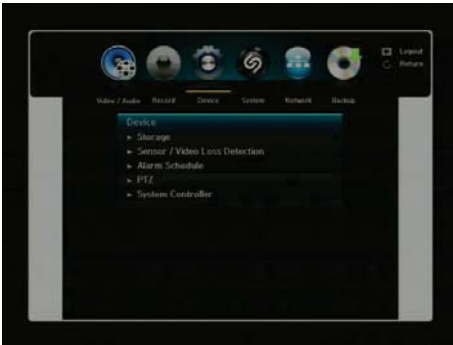 Logout
Return
Video / Audio Record Device System Network Backup
Device
Storage
Sensor / Video Loss Detection
Alarm Schedule
PTZ
System Controller